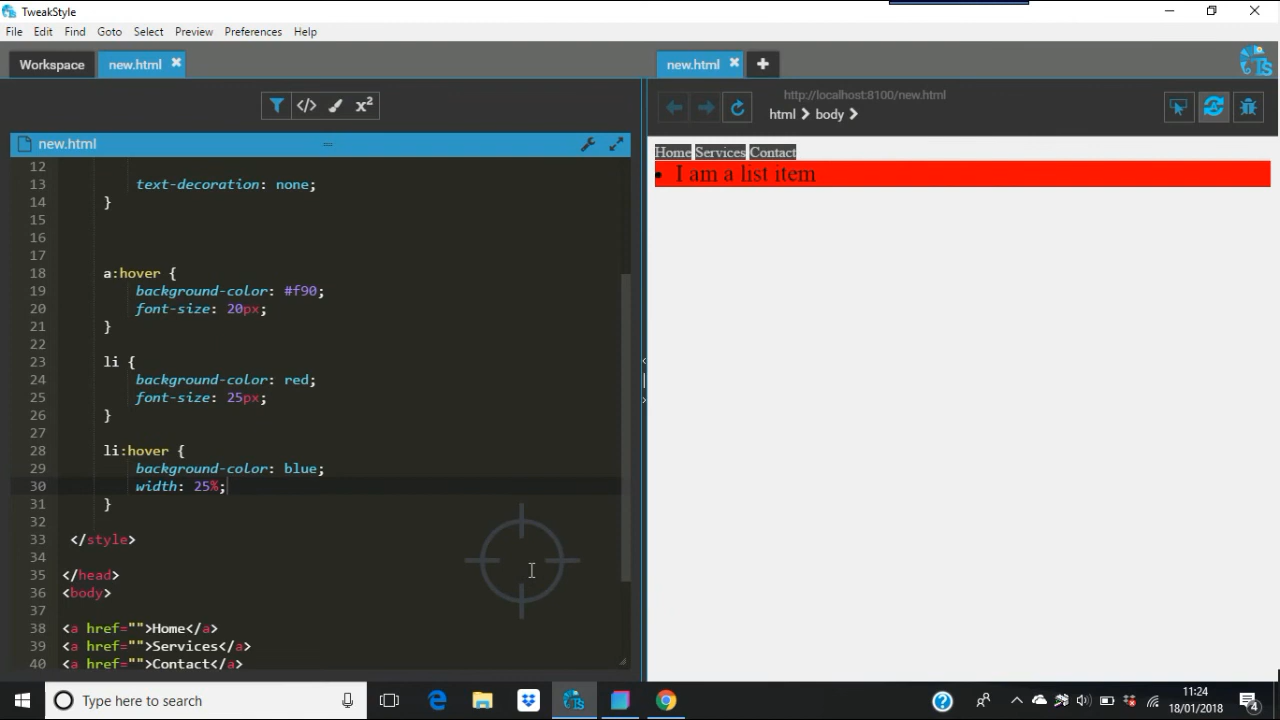 TweakStyle
File Edit Find Goto Select Preview Preferences Help
Workspace new.html
</> x²
new.html
12
13 text-decoration: none;
14 }
15
16
17
18 a:hover {
19 background-color: #f90;
20 font-size: 20px;
21 }
22
23 li {
24 background-color: red;
25 font-size: 25px;
26 }
27
28 li:hover {
29 background-color: blue;
30 width: 25%;
31 }
32
33 </style>
34
35 </head>
36 <body>
37
38 <a href="">Home</a>
39 <a href="">Services</a>
40 <a href="">Contact</a>
new.html
http://localhost:8100/new.html
html body
TS
Home Services Contact
• I am a list item
Type here to search
11:24
18/01/2018
4